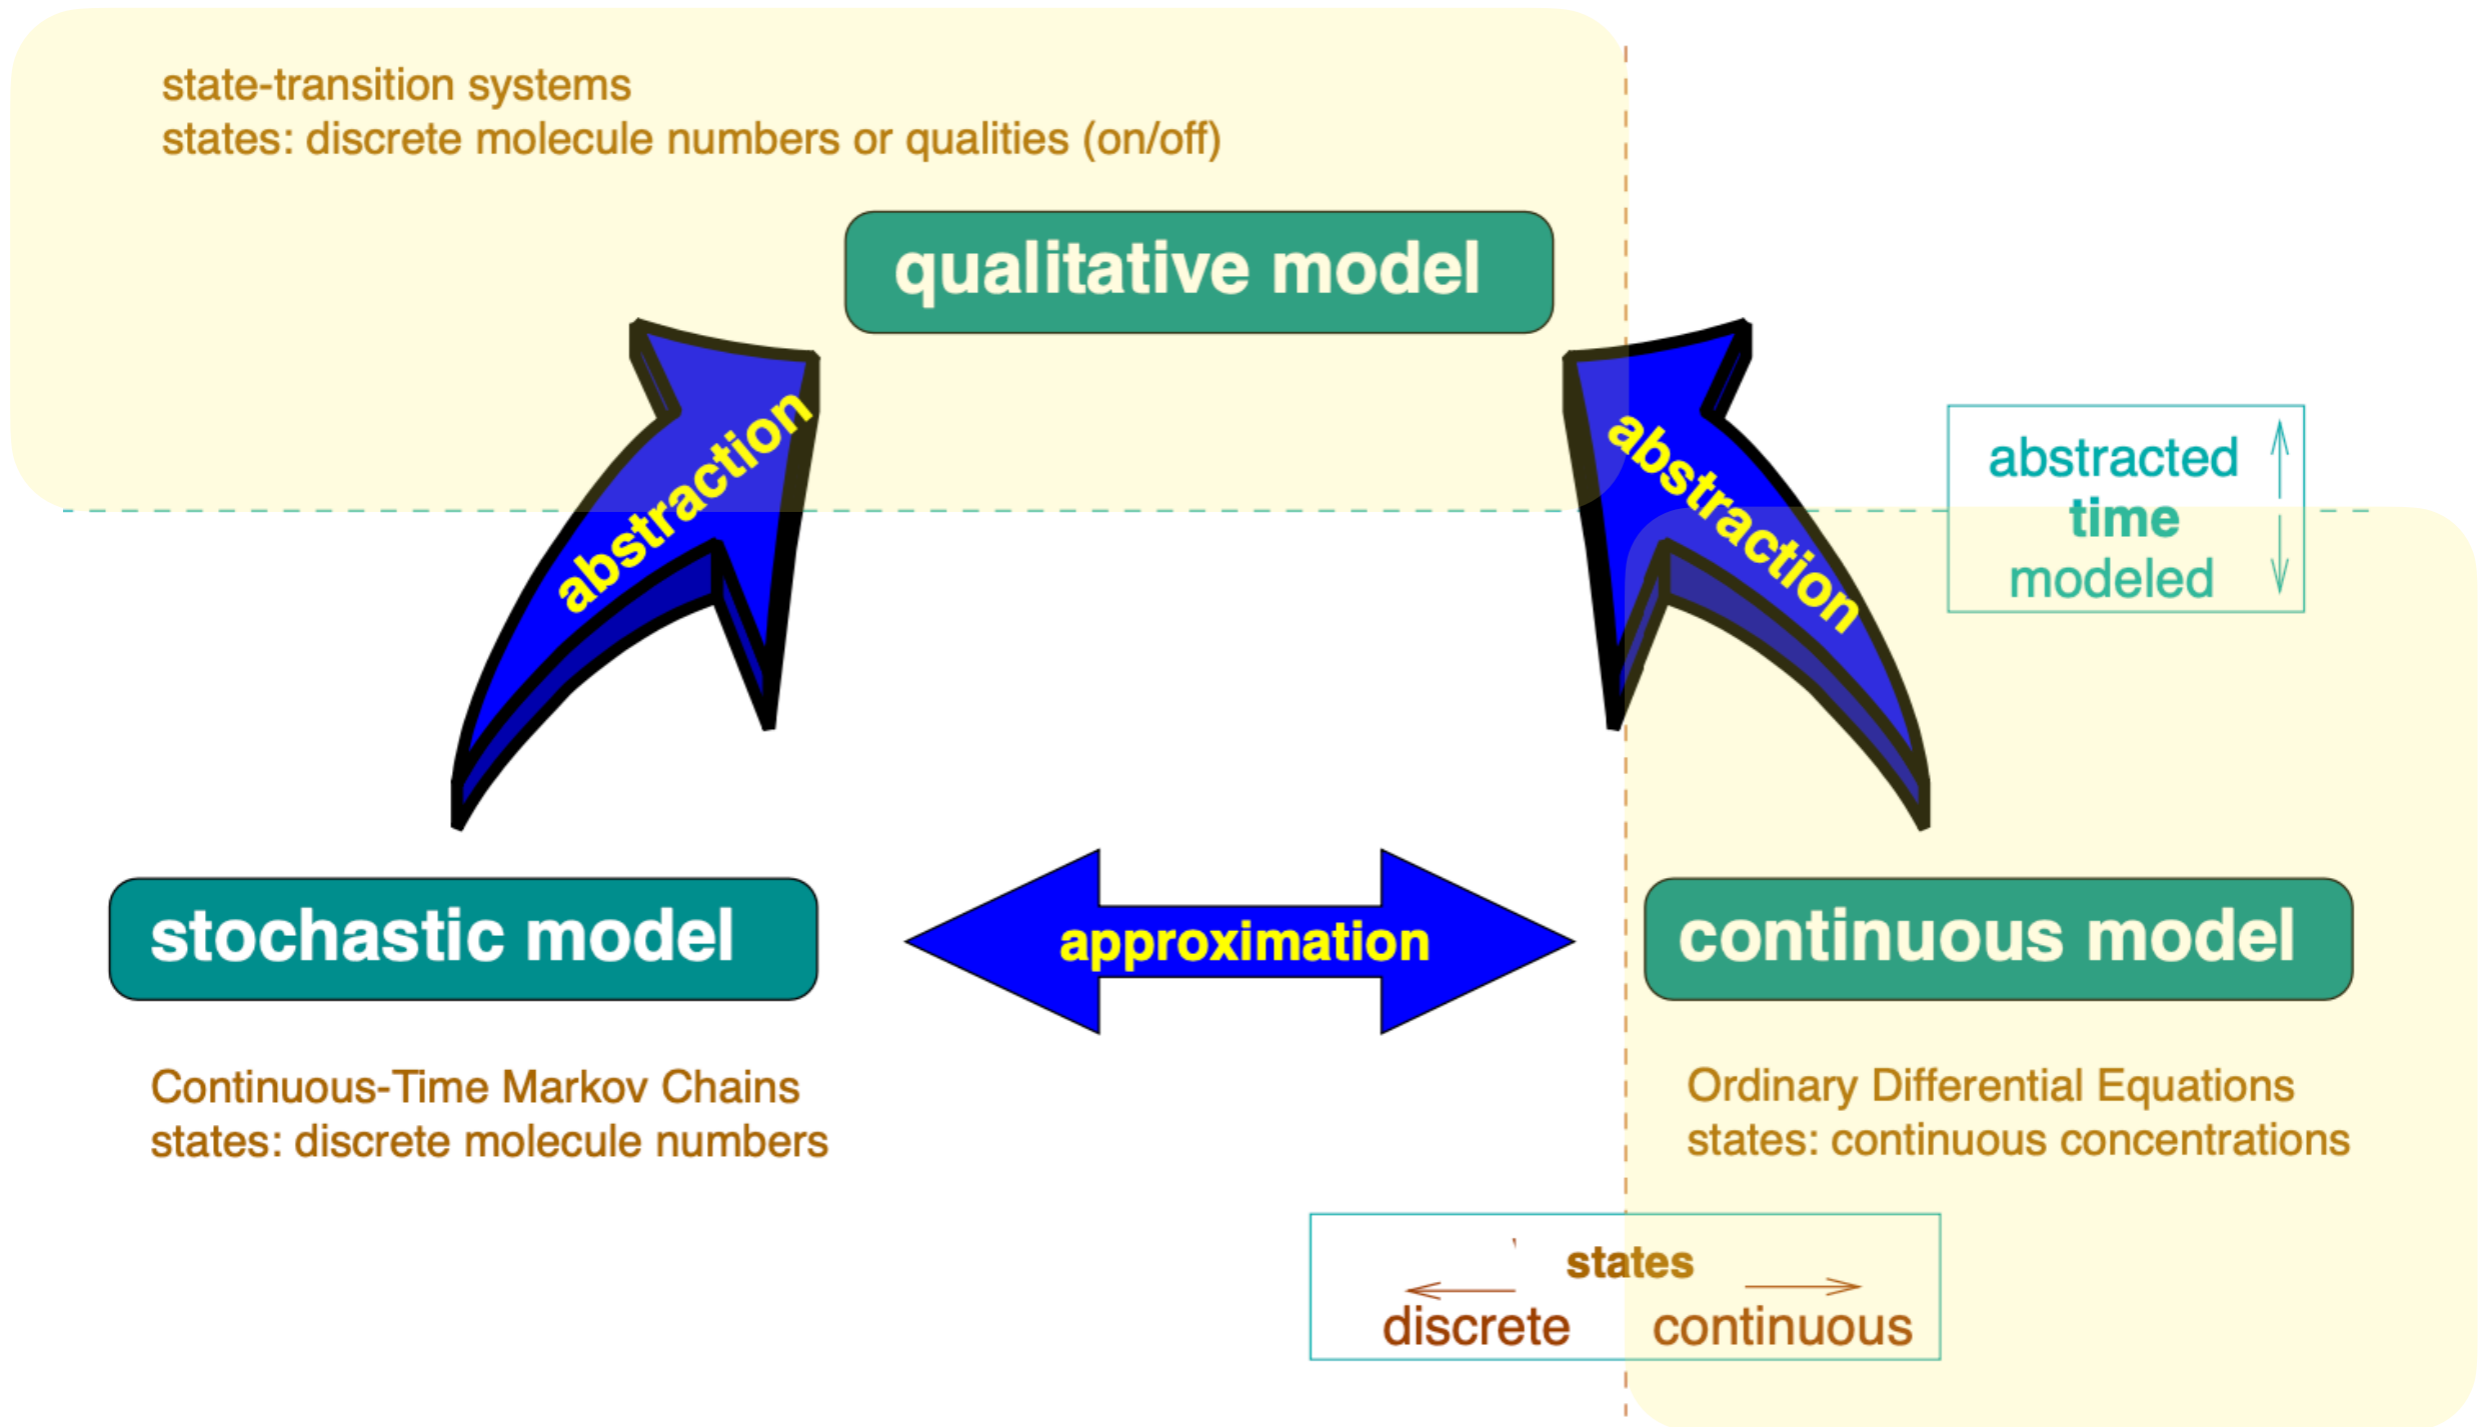 state-transition systems
states: discrete molecule numbers or qualities (on/off)
qualitative model
abstraction
abstraction
abstracted
time
modeled
stochastic model
approximation
continuous model
Continuous-Time Markov Chains
states: discrete molecule numbers
Ordinary Differential Equations
states: continuous concentrations
states
discrete continuous